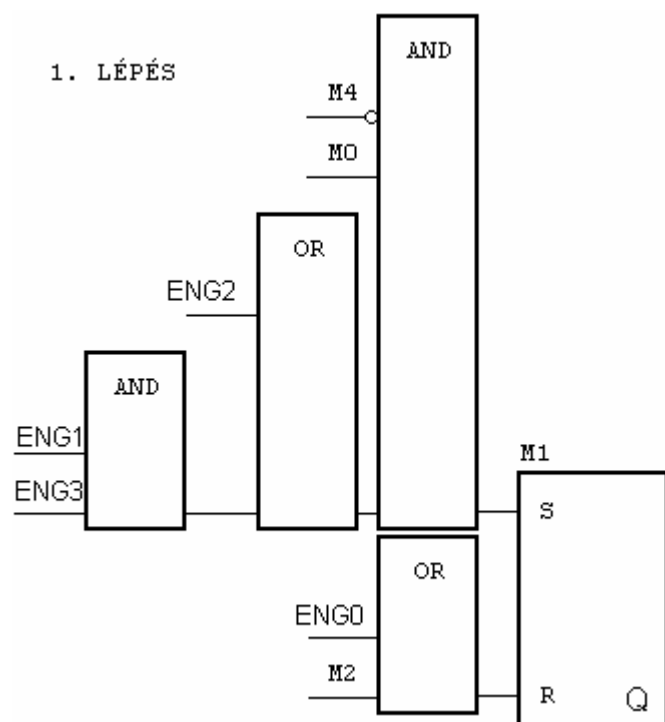 AND
1. LÉPÉS
M4
M0
OR
ENG2
AND
ENG1
M1
ENG3
S
OR
ENG0
M2
R Q